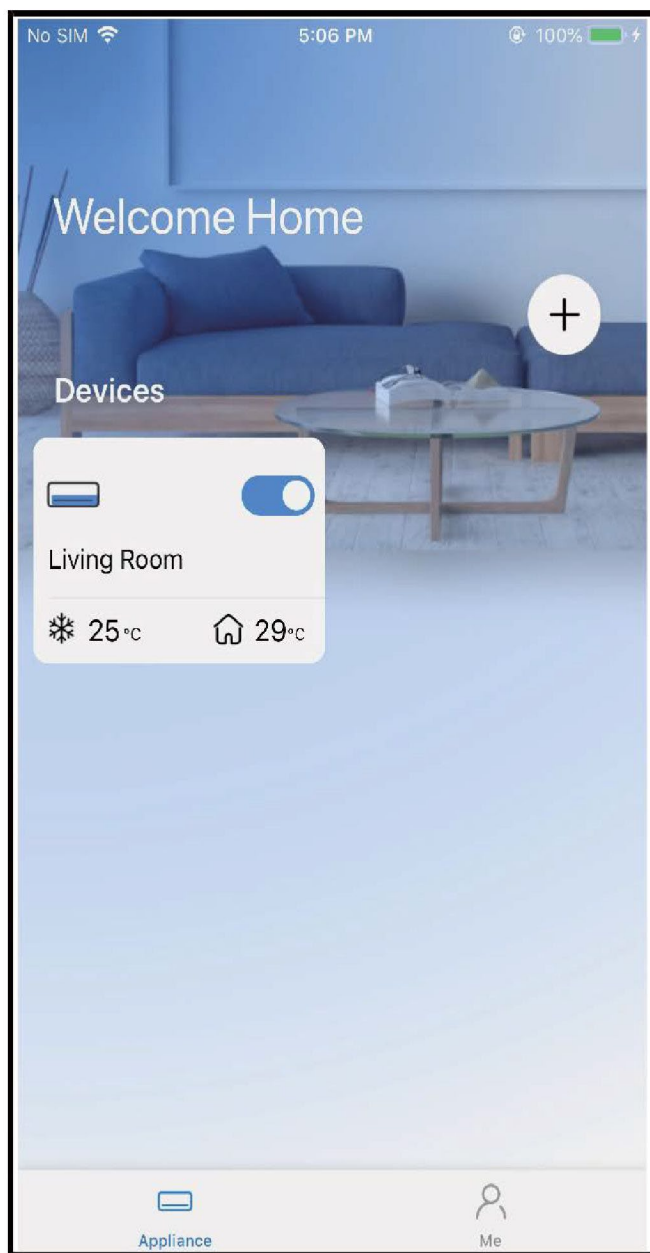 No SIM 5:06 PM 100%
Welcome Home
+
Devices
Living Room
25°C 29°C
Appliance Me